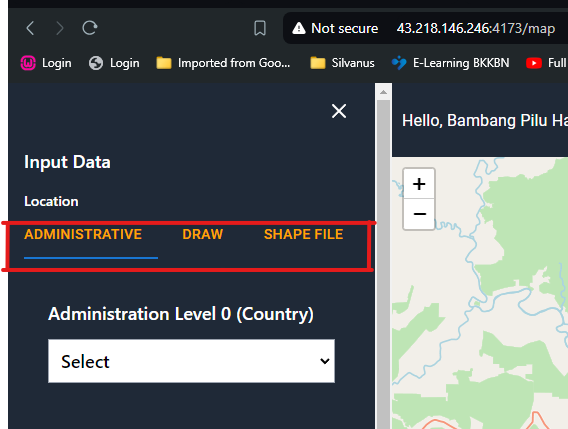 Not secure 43.218.146.246:4173/map
Login Login Imported from Goo... Silvanus E-Learning BKKBN Full
Hello, Bambang Pilu Ha
Input Data
Location
ADMINISTRATIVE DRAW SHAPE FILE
+
−
Administration Level 0 (Country)
Select